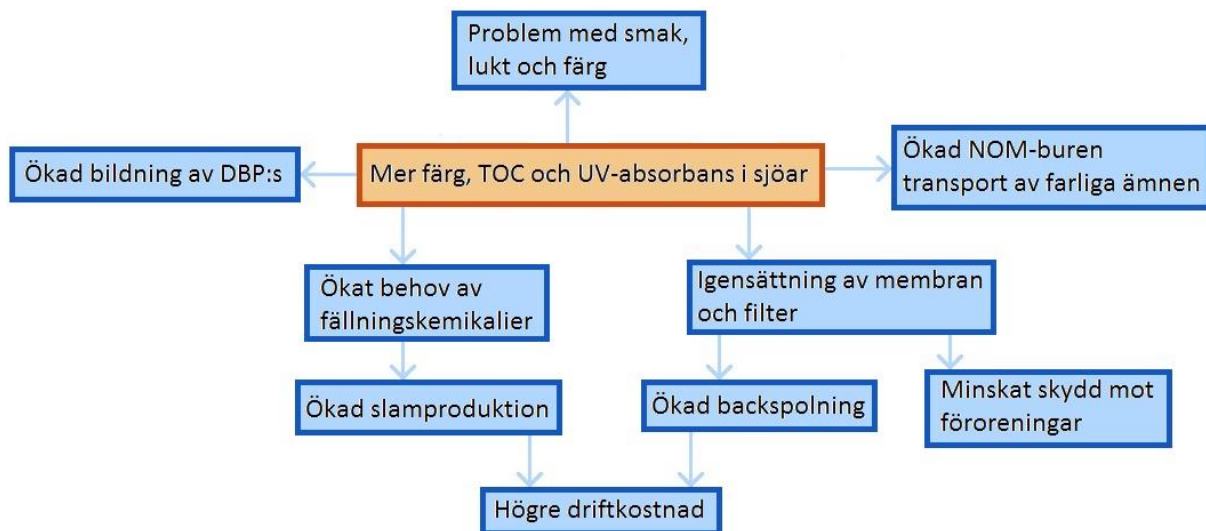 Problem med smak,
lukt och färg
Ökad bildning av DBP:s
Mer färg, TOC och UV-absorbans i sjöar
Ökad NOM-buren
transport av farliga ämnen
Ökat behov av
fällningskemikalier
Igensättning av membran
och filter
Ökad slamproduktion
Ökad backspolning
Minskat skydd mot
föroreningar
Högre driftkostnad